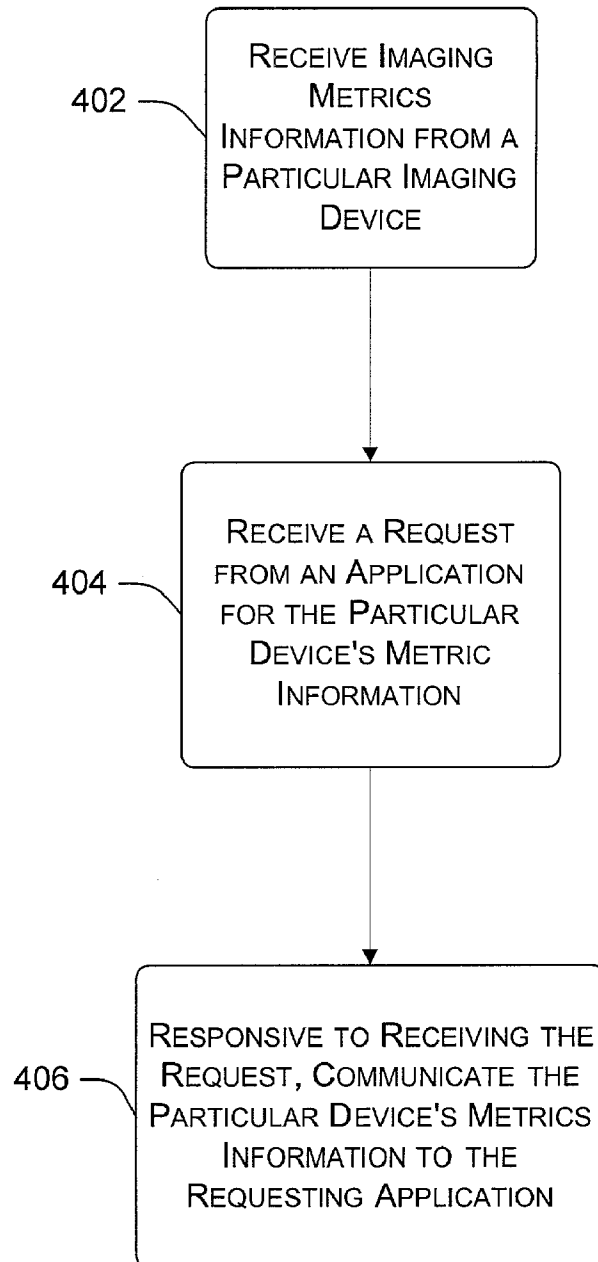 402
RECEIVE IMAGING
METRICS
INFORMATION FROM A
PARTICULAR IMAGING
DEVICE
404
RECEIVE A REQUEST
FROM AN APPLICATION
FOR THE PARTICULAR
DEVICE'S METRIC
INFORMATION
406
RESPONSIVE TO RECEIVING THE
REQUEST, COMMUNICATE THE
PARTICULAR DEVICE'S METRICS
INFORMATION TO THE
REQUESTING APPLICATION